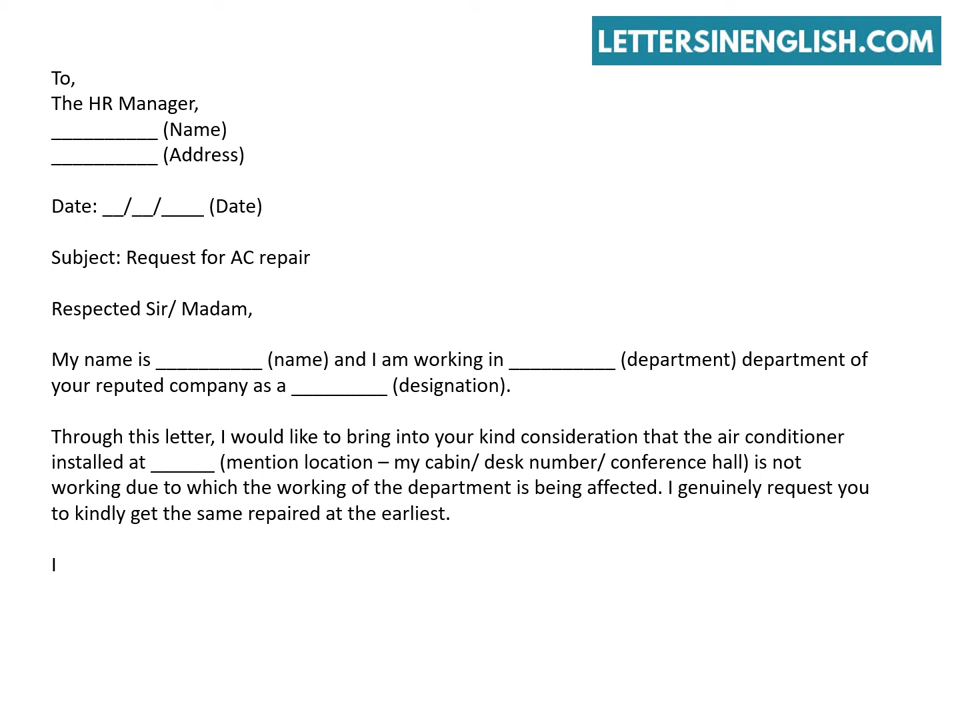 LETTERSINENGLISH.COM
To,
The HR Manager,
__________ (Name)
__________ (Address)
Date: __/__/____ (Date)
Subject: Request for AC repair
Respected Sir/ Madam,
My name is __________ (name) and I am working in __________ (department) department of
your reputed company as a _________ (designation).
Through this letter, I would like to bring into your kind consideration that the air conditioner
installed at ______ (mention location – my cabin/ desk number/ conference hall) is not
working due to which the working of the department is being affected. I genuinely request you
to kindly get the same repaired at the earliest.
I